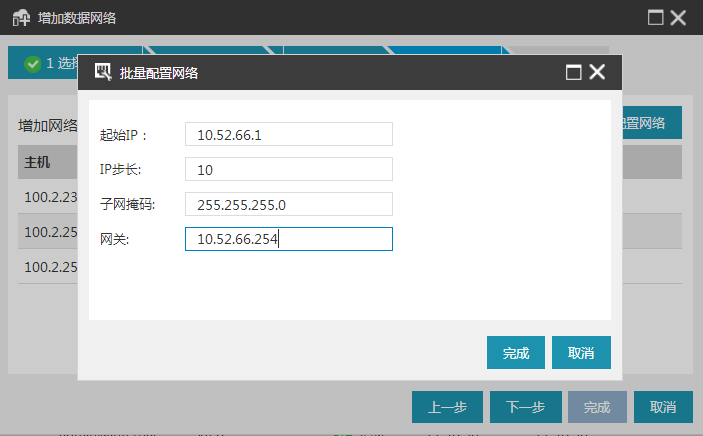 增加数据网络
1 选择
批量配置网络
增加网络
配置网络
起始IP：
10.52.66.1
主机
IP步长:
10
100.2.23
子网掩码:
255.255.255.0
100.2.25
网关:
10.52.66.254
100.2.25
完成
取消
上一步
下一步
完成
取消